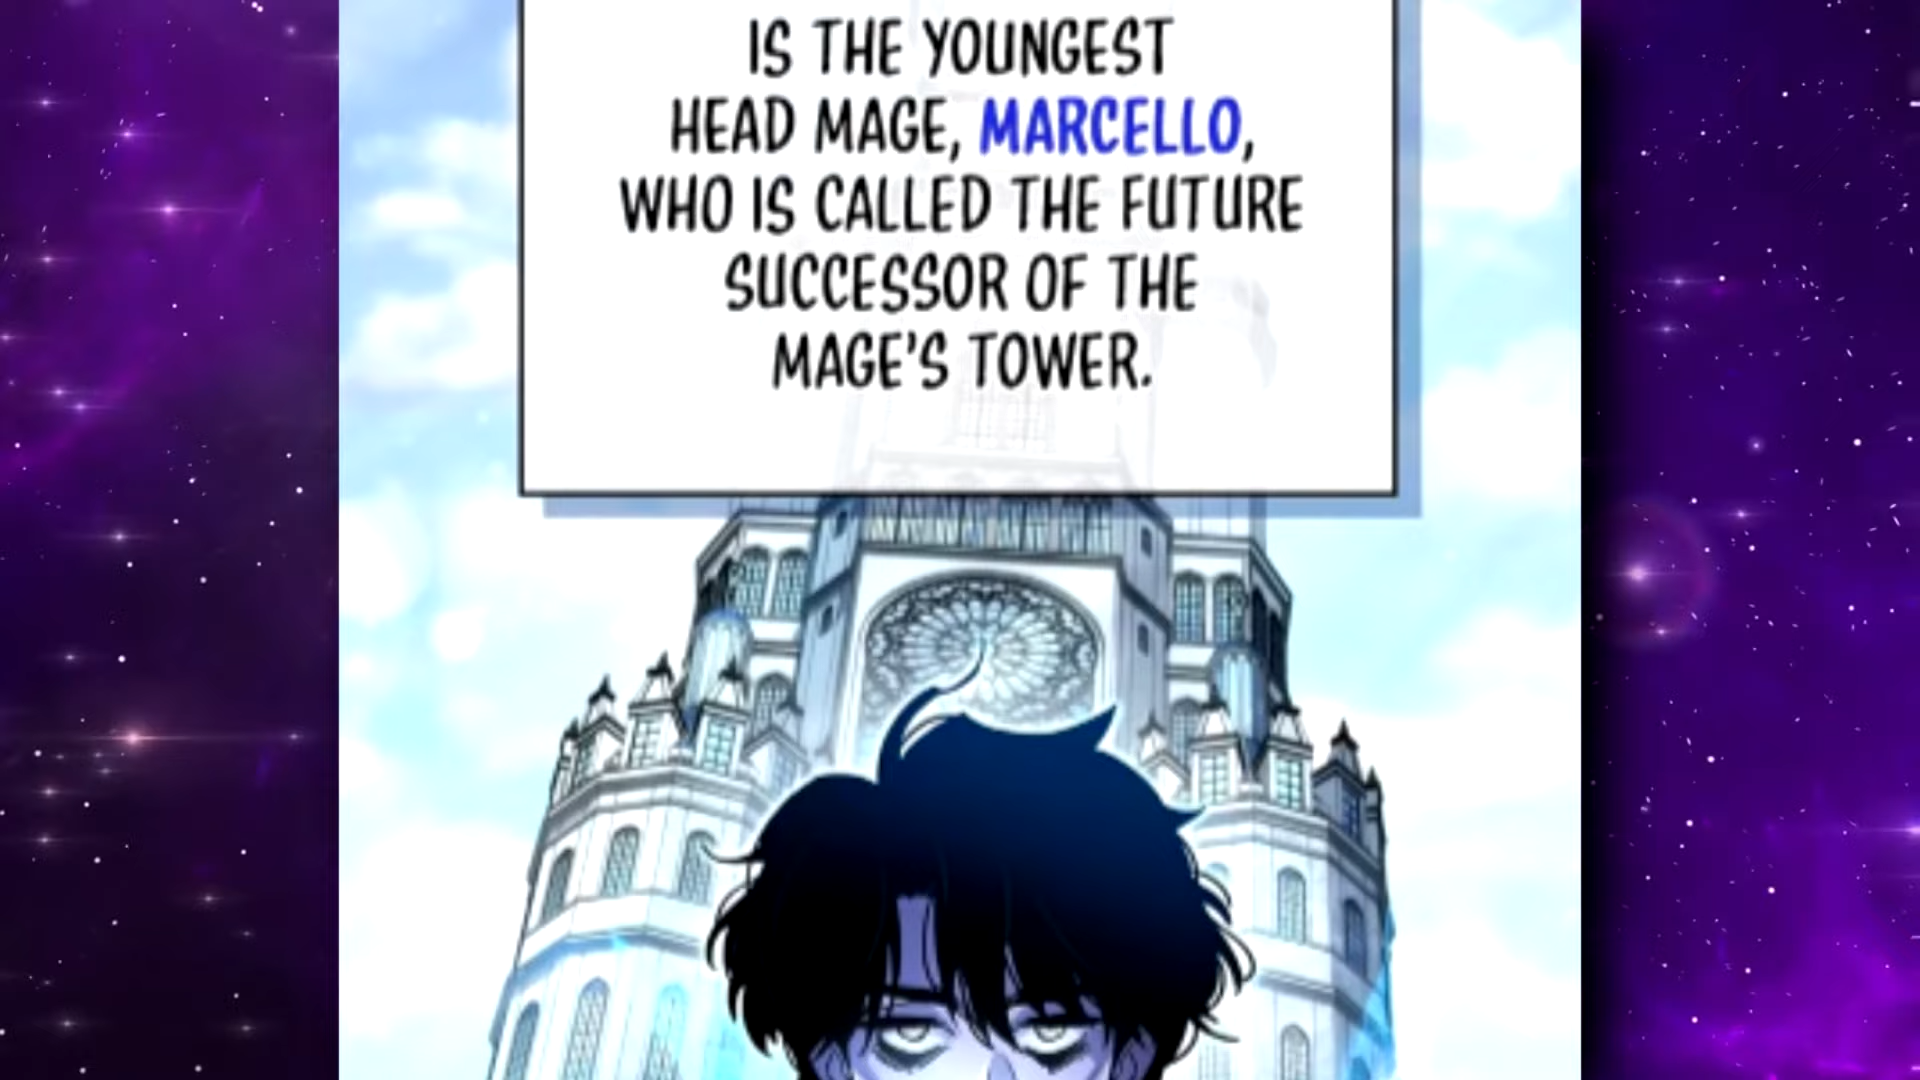 IS THE YOUNGEST
HEAD MAGE, MARCELLO,
WHO IS CALLED THE FUTURE
SUCCESSOR OF THE
MAGE'S TOWER.